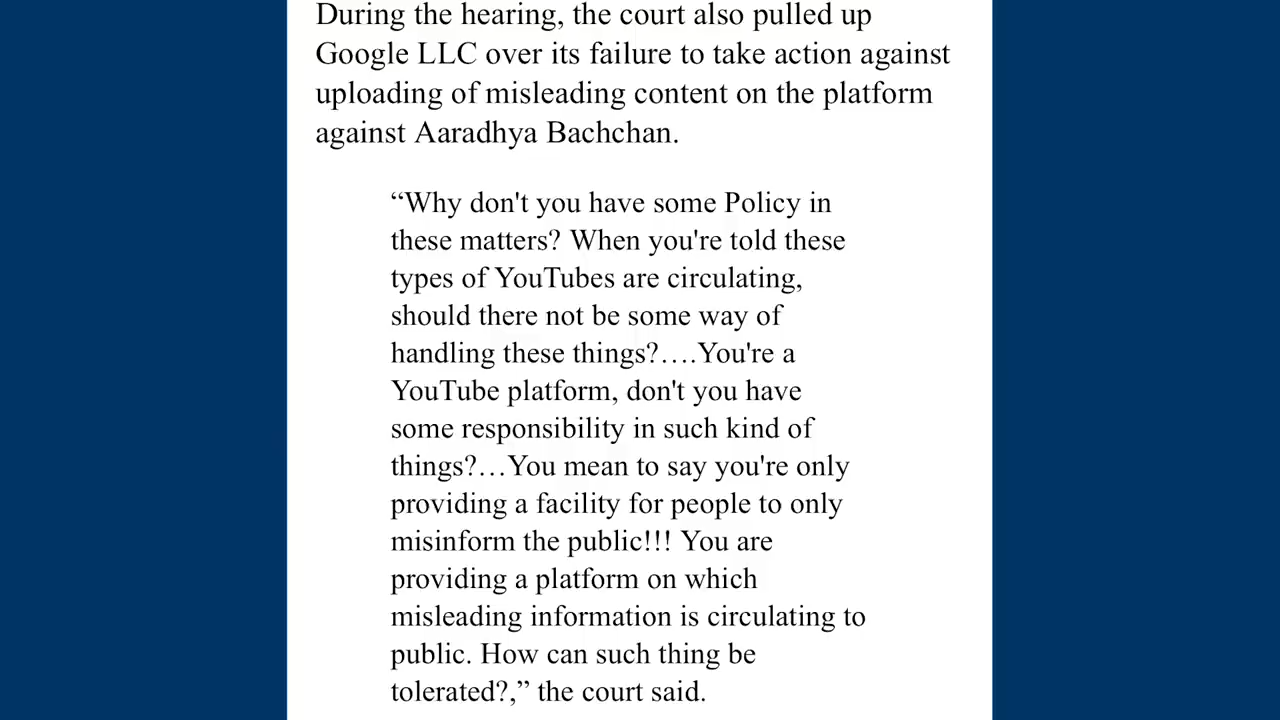 During the hearing, the court also pulled up
Google LLC over its failure to take action against
uploading of misleading content on the platform
against Aaradhya Bachchan.
“Why don't you have some Policy in
these matters? When you're told these
types of YouTubes are circulating,
should there not be some way of
handling these things?….You're a
YouTube platform, don't you have
some responsibility in such kind of
things?…You mean to say you're only
providing a facility for people to only
misinform the public!!! You are
providing a platform on which
misleading information is circulating to
public. How can such thing be
tolerated?,” the court said.